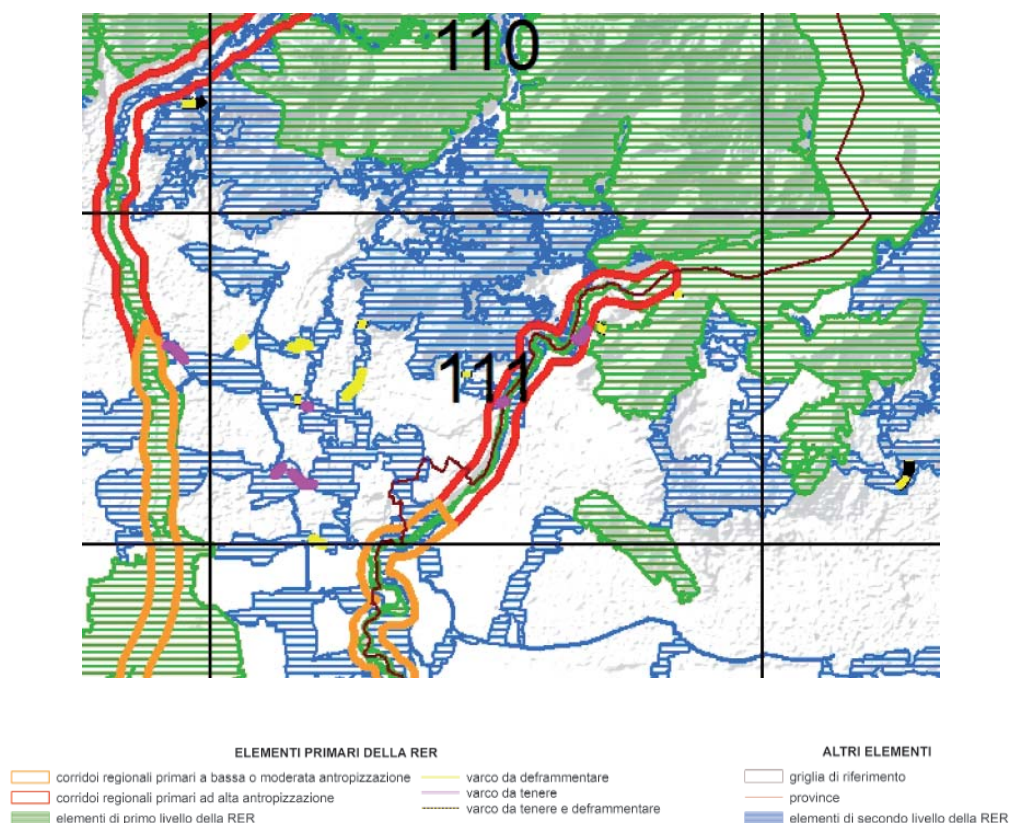 110
111
ELEMENTI PRIMARI DELLA RER
corridoi regionali primari a bassa o moderata antropizzazione
corridoi regionali primari ad alta antropizzazione
elementi di primo livello della RER
varco da deframmentare
varco da tenere
varco da tenere e deframmentare
ALTRI ELEMENTI
griglia di riferimento
province
elementi di secondo livello della RER